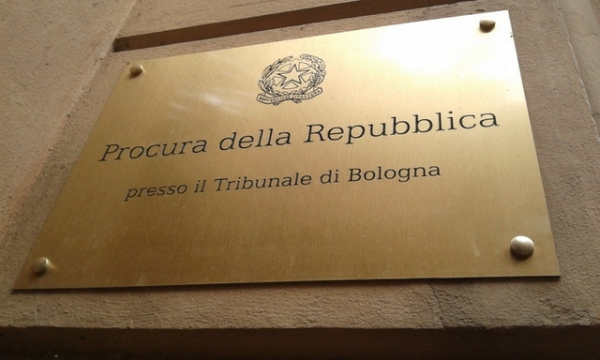 Procura della Repubblica
presso il Tribunale di Bologna